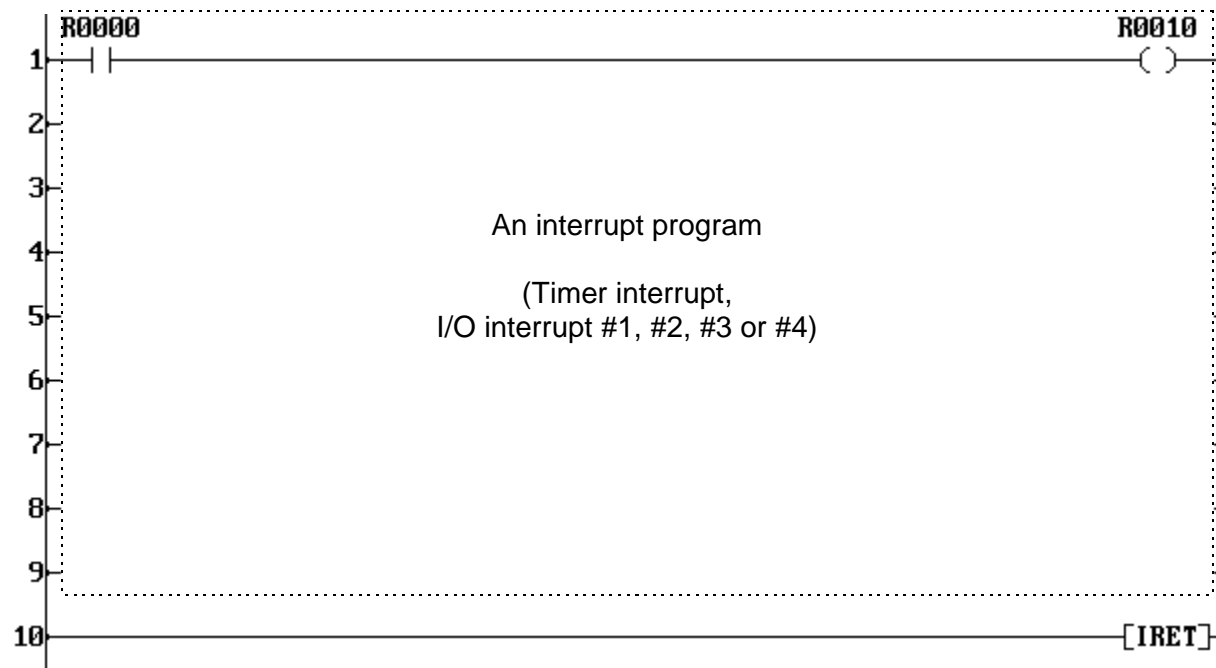 R0000 R0010
1
2
3
An interrupt program
4
(Timer interrupt,
5
I/O interrupt #1, #2, #3 or #4)
6
7
8
9
10 [IRET]